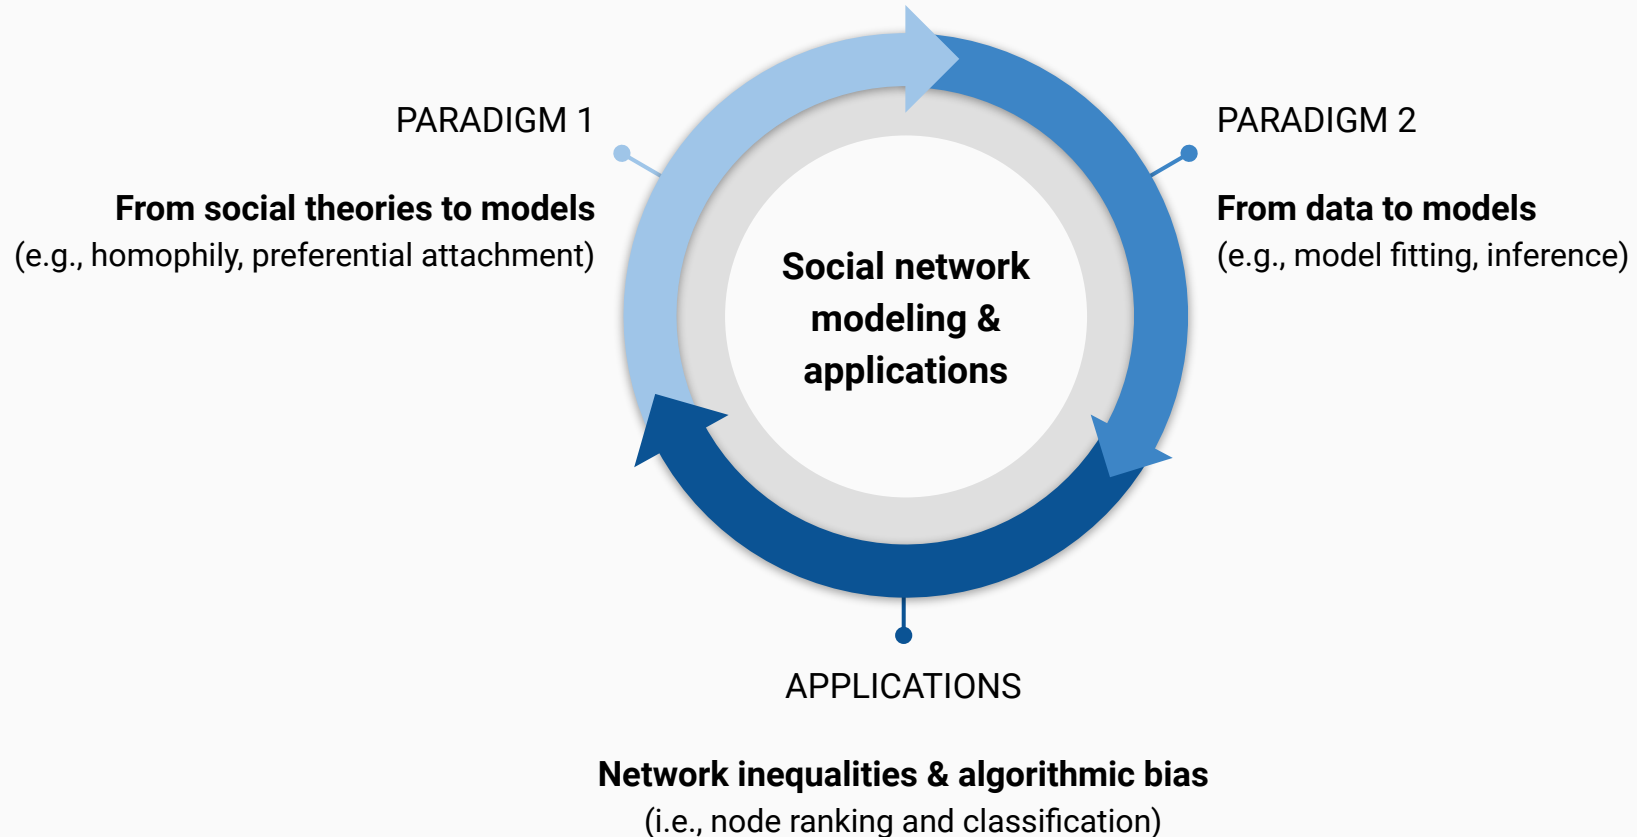 PARADIGM 1
From social theories to models
(e.g., homophily, preferential attachment)
PARADIGM 2
From data to models
(e.g., model fitting, inference)
Social network
modeling &
applications
APPLICATIONS
Network inequalities & algorithmic bias
(i.e., node ranking and classification)